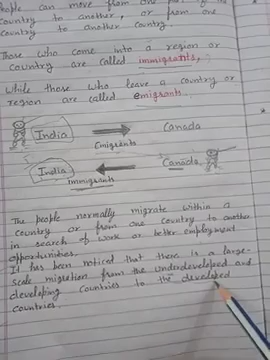 People can move from one
country to another, or from one
country to another country.
Those who come into a region or
country are called immigrants,
while those who leave a country or
region are called emigrants.
India Canada
Emigrants
India Canada
immigrants
The people normally migrate within a
country or from one country to another
in search of work or better employment
opportunities.
It has been noticed that there is a large-
scale migration from the underdeveloped and
developing countries to the developed
countries.